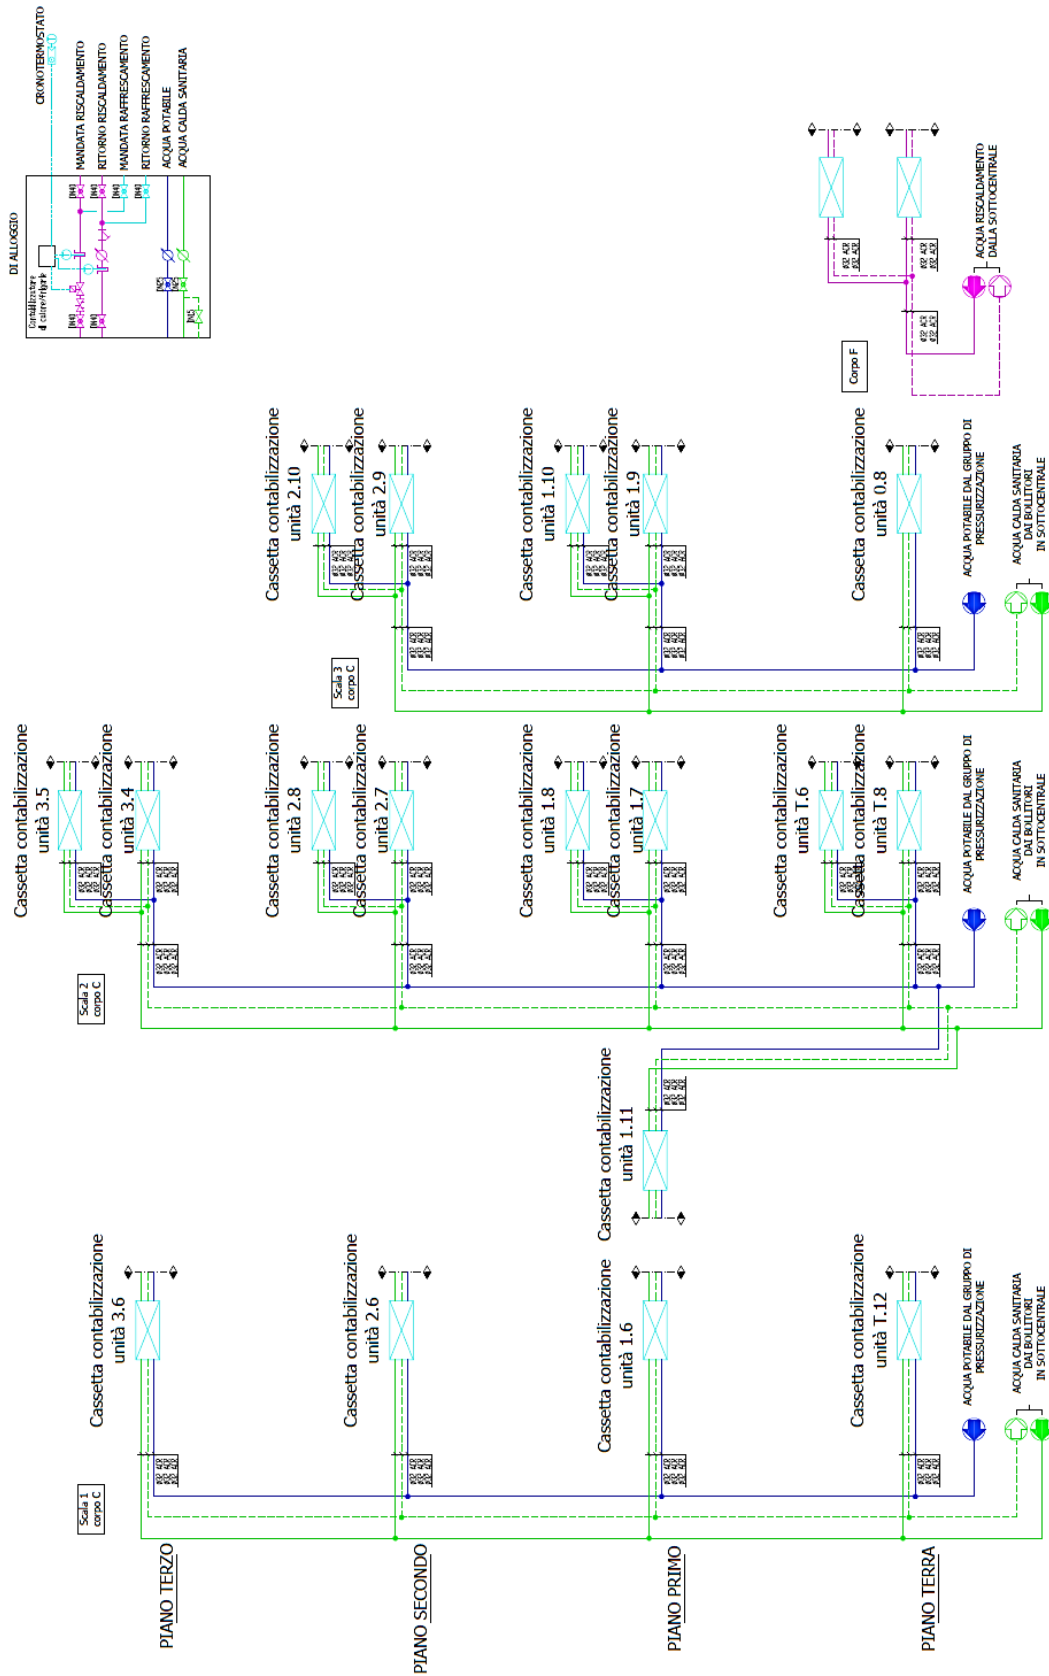 DI ALLOGGIO
CRONOTERMOSTATO
MANDATA RISCALDAMENTO
RITORNO RISCALDAMENTO
MANDATA RAFFRESCAMENTO
RITORNO RAFFRESCAMENTO
ACQUA POTABILE
ACQUA CALDA SANITARIA
Contabilizzatore
di calore/frigorie
Corpo F
ACQUA RISCALDAMENTO
DALLA SOTTOCENTRALE
Scala 3
corpo C
Cassetta contabilizzazione
unità 2.10
Cassetta contabilizzazione
unità 2.9
Cassetta contabilizzazione
unità 1.10
Cassetta contabilizzazione
unità 1.9
Cassetta contabilizzazione
unità 0.8
ACQUA POTABILE DAL GRUPPO DI
PRESSURIZZAZIONE
ACQUA CALDA SANITARIA
DAI BOLLITORI
IN SOTTOCENTRALE
Scala 2
corpo C
Cassetta contabilizzazione
unità 3.5
Cassetta contabilizzazione
unità 3.4
Cassetta contabilizzazione
unità 2.8
Cassetta contabilizzazione
unità 2.7
Cassetta contabilizzazione
unità 1.8
Cassetta contabilizzazione
unità 1.7
Cassetta contabilizzazione
unità T.6
Cassetta contabilizzazione
unità T.8
ACQUA POTABILE DAL GRUPPO DI
PRESSURIZZAZIONE
ACQUA CALDA SANITARIA
DAI BOLLITORI
IN SOTTOCENTRALE
Cassetta contabilizzazione
unità 1.11
Scala 1
corpo C
Cassetta contabilizzazione
unità 3.6
Cassetta contabilizzazione
unità 2.6
Cassetta contabilizzazione
unità 1.6
Cassetta contabilizzazione
unità T.12
ACQUA POTABILE DAL GRUPPO DI
PRESSURIZZAZIONE
ACQUA CALDA SANITARIA
DAI BOLLITORI
IN SOTTOCENTRALE
PIANO TERZO
PIANO SECONDO
PIANO PRIMO
PIANO TERRA